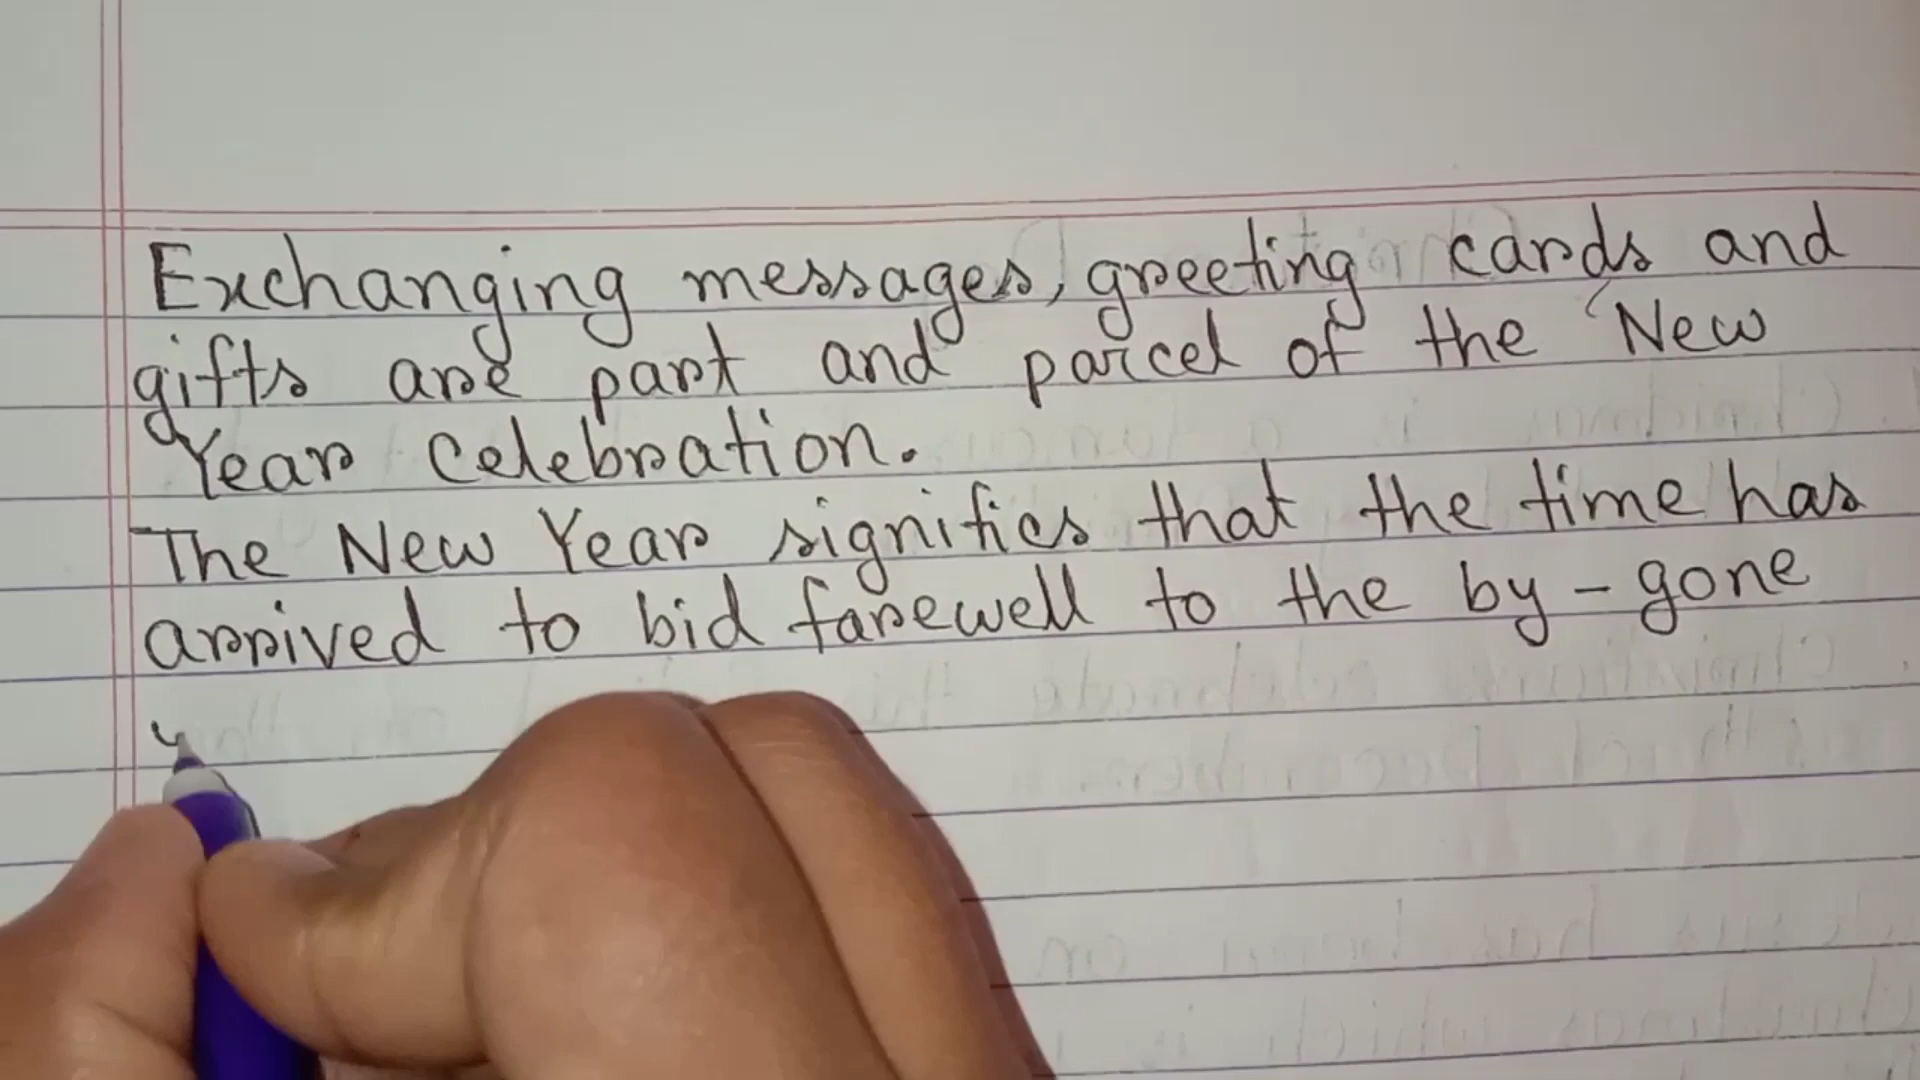 Exchanging messages, greeting cards and
gifts are part and parcel of the New
Year celebration.
The New Year signifies that the time has
arrived to bid farewell to the by-gone